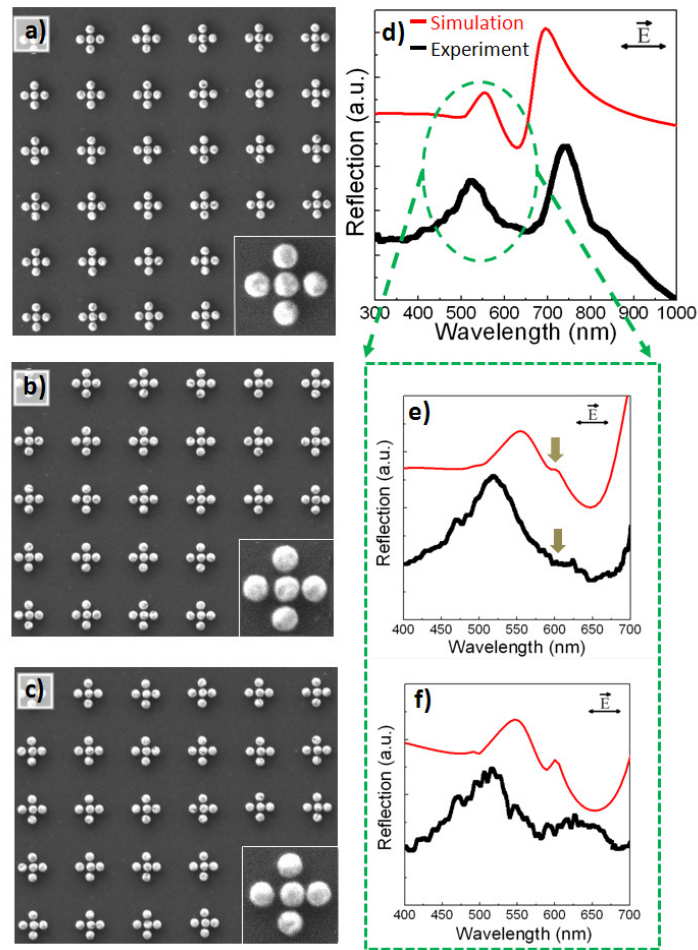 a)
b)
c)
d)
Simulation
Experiment
E
Reflection (a.u.)
300 400 500 600 700 800 900 1000
Wavelength (nm)
e)
E
Reflection (a.u.)
400 450 500 550 600 650 700
Wavelength (nm)
f)
E
Reflection (a.u.)
400 450 500 550 600 650 700
Wavelength (nm)